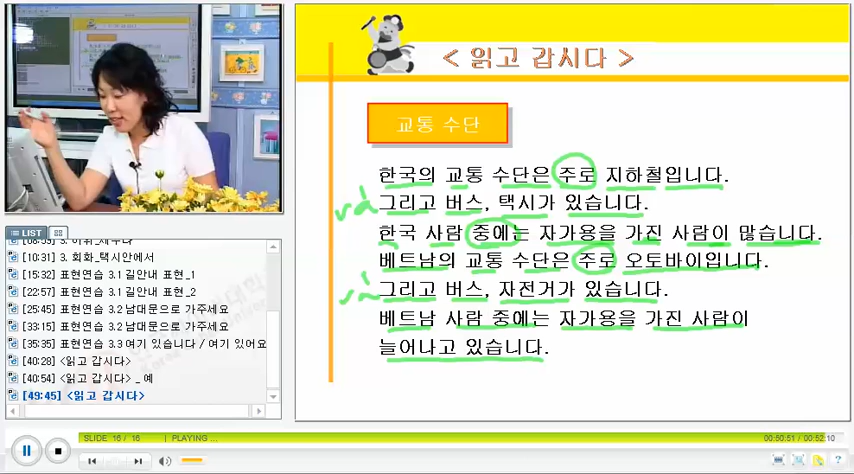 < 읽고 갑시다 >
교통 수단
한국의 교통 수단은 주로 지하철입니다.
그리고 버스, 택시가 있습니다.
한국 사람 중에는 자가용을 가진 사람이 많습니다.
베트남의 교통 수단은 주로 오토바이입니다.
그리고 버스, 자전거가 있습니다.
베트남 사람 중에는 자가용을 가진 사람이
늘어나고 있습니다.
LIST
[10:31] 3. 회화_택시안에서
[15:32] 표현연습 3.1 길안내 표현_1
[22:57] 표현연습 3.1 길안내 표현_2
[25:45] 표현연습 3.2 남대문으로 가주세요
[33:15] 표현연습 3.2 남대문으로 가주세요
[35:35] 표현연습 3.3 여기 있습니다 / 여기 있어요
[40:28] <읽고 갑시다>
[40:54] <읽고 갑시다> _ 예
[49:45] <읽고 갑시다>
SLIDE 16 / 16 | PLAYING ...
00:50:51 / 00:52:10